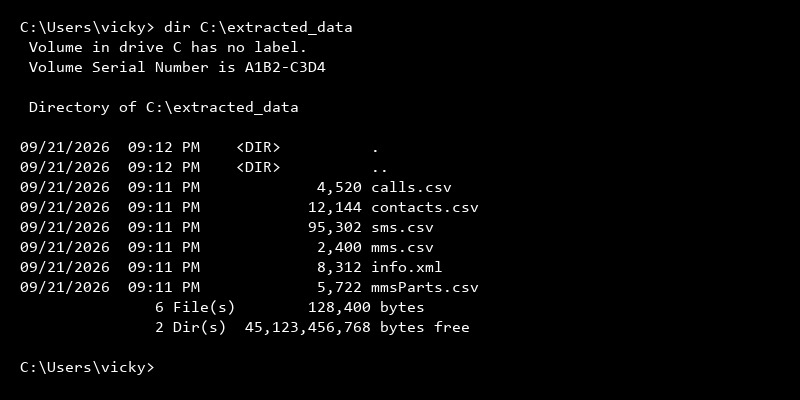 C:\Users\vicky> dir C:\extracted_data
 Volume in drive C has no label.
 Volume Serial Number is A1B2-C3D4

 Directory of C:\extracted_data

09/21/2026  09:12 PM    <DIR>          .
09/21/2026  09:12 PM    <DIR>          ..
09/21/2026  09:11 PM             4,520 calls.csv
09/21/2026  09:11 PM            12,144 contacts.csv
09/21/2026  09:11 PM            95,302 sms.csv
09/21/2026  09:11 PM             2,400 mms.csv
09/21/2026  09:11 PM             8,312 info.xml
09/21/2026  09:11 PM             5,722 mmsParts.csv
               6 File(s)        128,400 bytes
               2 Dir(s)  45,123,456,768 bytes free

C:\Users\vicky>